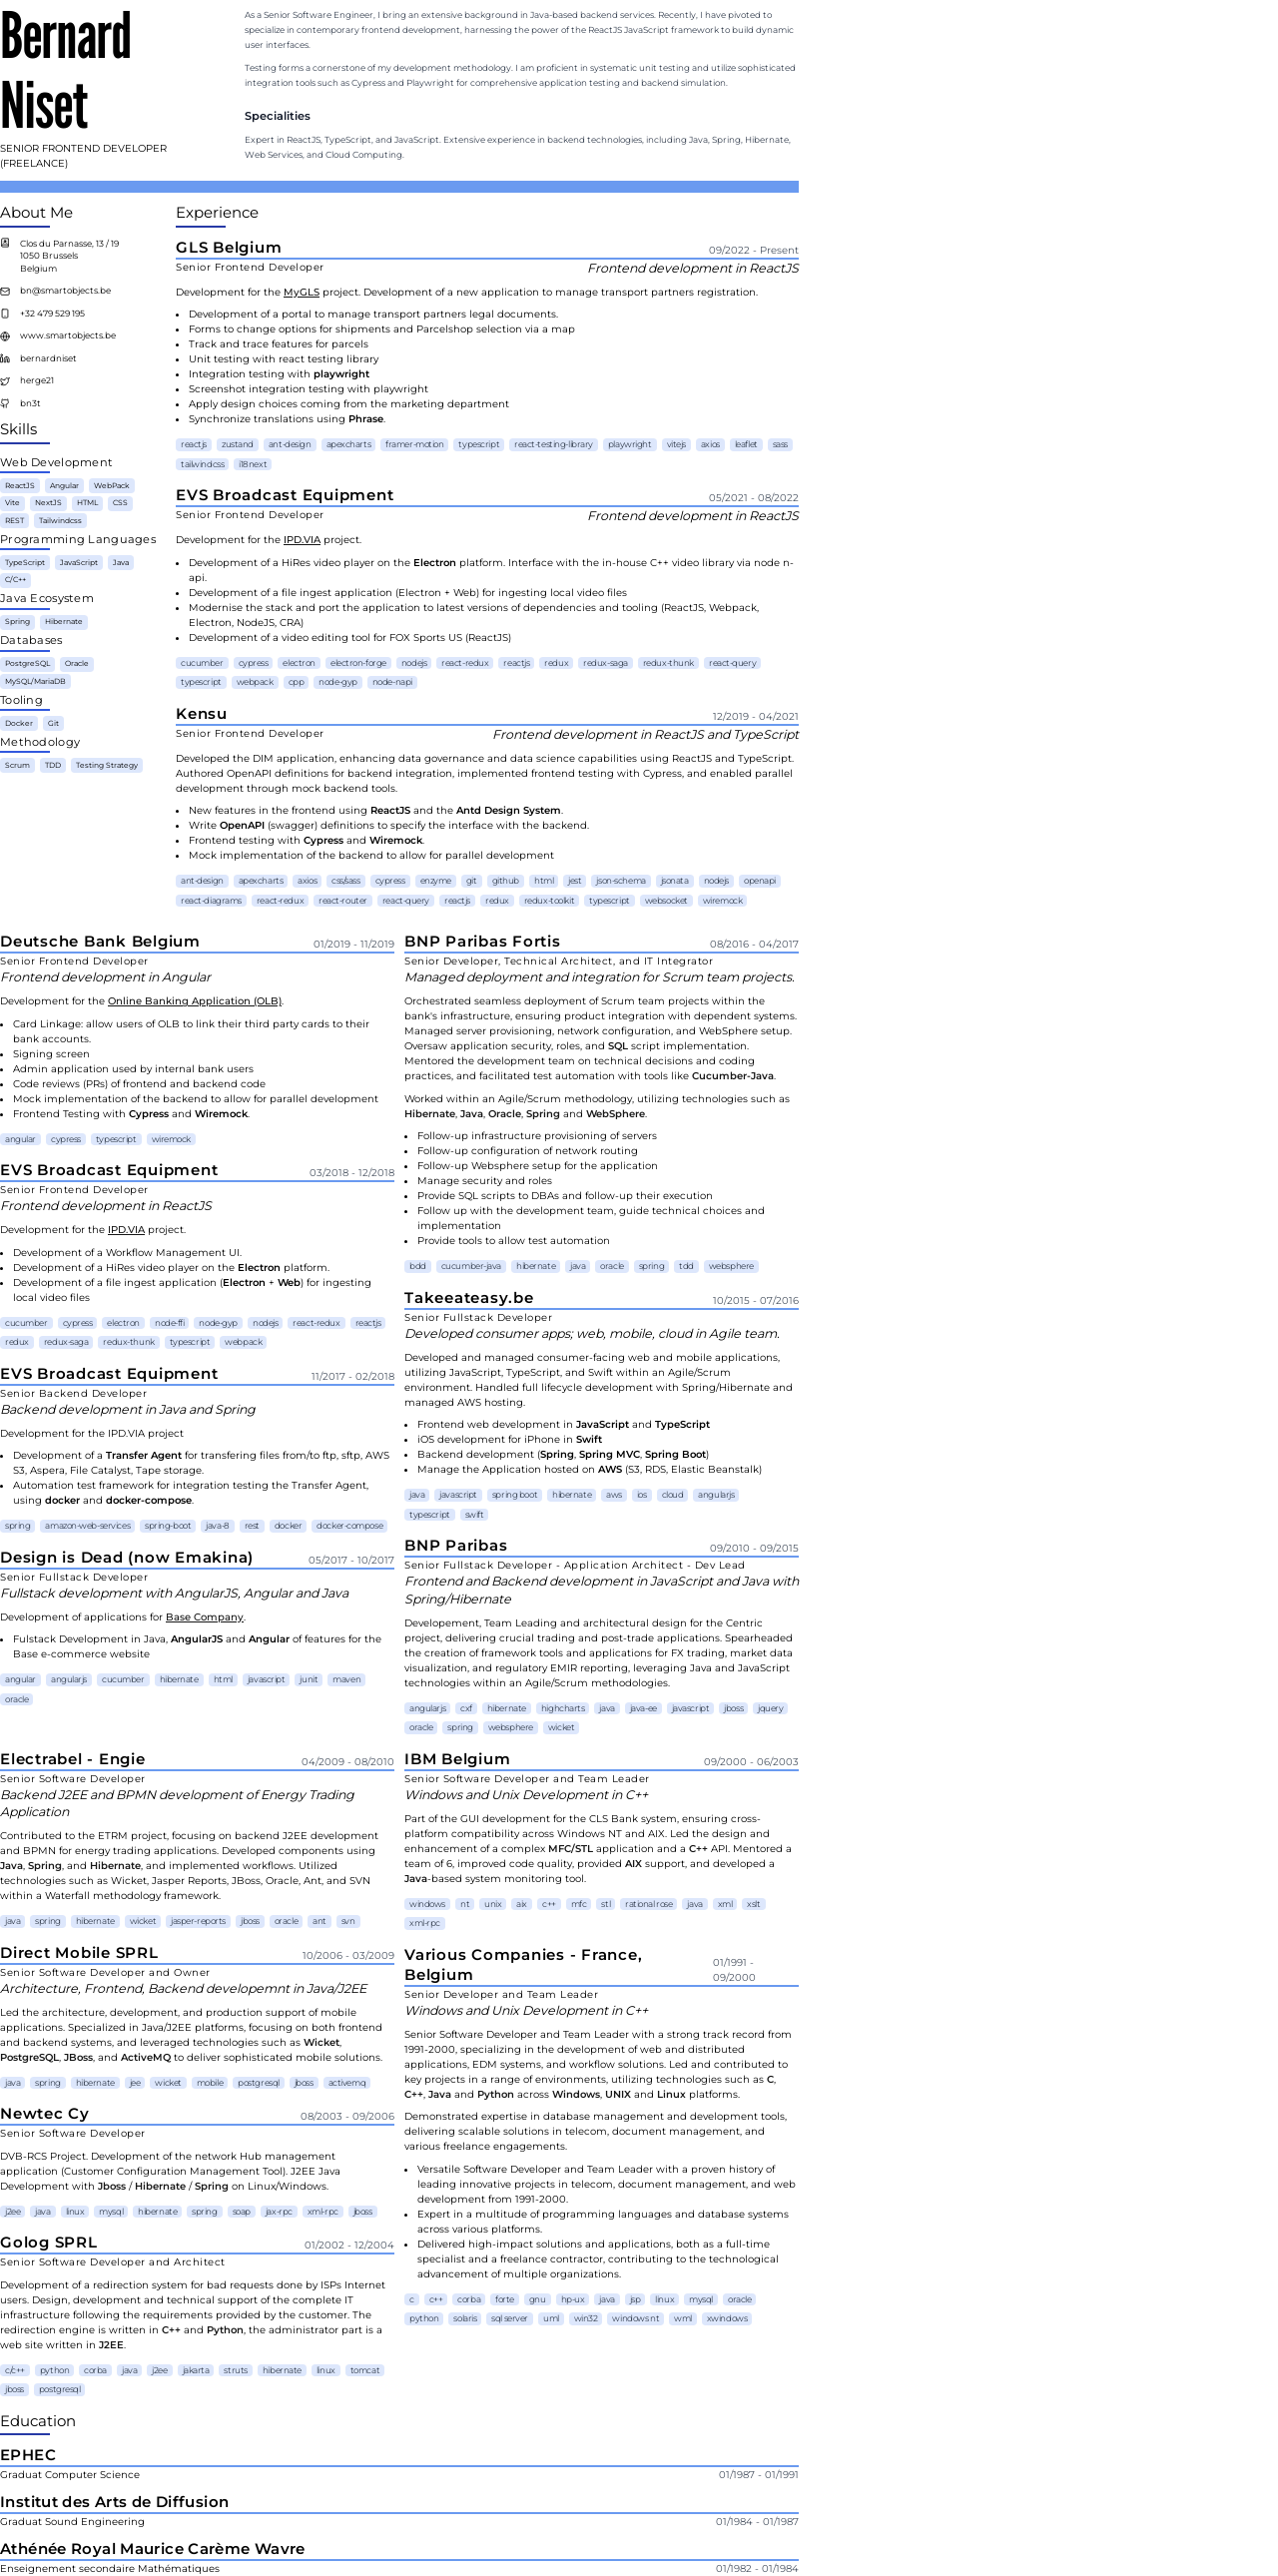 Bernard
Niset
SENIOR FRONTEND DEVELOPER
(FREELANCE)
As a Senior Software Engineer, I bring an extensive background in Java-based backend services. Recently, I have pivoted to
specialize in contemporary frontend development, harnessing the power of the ReactJS JavaScript framework to build dynamic
user interfaces.
Testing forms a cornerstone of my development methodology. I am proficient in systematic unit testing and utilize sophisticated
integration tools such as Cypress and Playwright for comprehensive application testing and backend simulation.
Specialities
Expert in ReactJS, TypeScript, and JavaScript. Extensive experience in backend technologies, including Java, Spring, Hibernate,
Web Services, and Cloud Computing.
About Me
Clos du Parnasse, 13 / 19
1050 Brussels
Belgium
bn@smartobjects.be
+32 479 529 195
www.smartobjects.be
bernardniset
herge21
bn3t
Skills
Web Development
ReactJS Angular WebPack
Vite NextJS HTML CSS
REST Tailwindcss
Programming Languages
TypeScript JavaScript Java
C/C++
Java Ecosystem
Spring Hibernate
Databases
PostgreSQL Oracle
MySQL/MariaDB
Tooling
Docker Git
Methodology
Scrum TDD Testing Strategy
Experience
GLS Belgium 09/2022 - Present
Senior Frontend Developer Frontend development in ReactJS
Development for the MyGLS project. Development of a new application to manage transport partners registration.
• Development of a portal to manage transport partners legal documents.
• Forms to change options for shipments and Parcelshop selection via a map
• Track and trace features for parcels
• Unit testing with react testing library
• Integration testing with playwright
• Screenshot integration testing with playwright
• Apply design choices coming from the marketing department
• Synchronize translations using Phrase.
reactjs zustand ant-design apexcharts framer-motion typescript react-testing-library playwright vitejs axios leaflet sass
tailwindcss i18next
EVS Broadcast Equipment 05/2021 - 08/2022
Senior Frontend Developer Frontend development in ReactJS
Development for the IPD.VIA project.
• Development of a HiRes video player on the Electron platform. Interface with the in-house C++ video library via node n-
api.
• Development of a file ingest application (Electron + Web) for ingesting local video files
• Modernise the stack and port the application to latest versions of dependencies and tooling (ReactJS, Webpack,
Electron, NodeJS, CRA)
• Development of a video editing tool for FOX Sports US (ReactJS)
cucumber cypress electron electron-forge nodejs react-redux reactjs redux redux-saga redux-thunk react-query
typescript webpack cpp node-gyp node-napi
Kensu 12/2019 - 04/2021
Senior Frontend Developer Frontend development in ReactJS and TypeScript
Developed the DIM application, enhancing data governance and data science capabilities using ReactJS and TypeScript.
Authored OpenAPI definitions for backend integration, implemented frontend testing with Cypress, and enabled parallel
development through mock backend tools.
• New features in the frontend using ReactJS and the Antd Design System.
• Write OpenAPI (swagger) definitions to specify the interface with the backend.
• Frontend testing with Cypress and Wiremock.
• Mock implementation of the backend to allow for parallel development
ant-design apexcharts axios css/sass cypress enzyme git github html jest json-schema jsonata nodejs openapi
react-diagrams react-redux react-router react-query reactjs redux redux-toolkit typescript websocket wiremock
Deutsche Bank Belgium 01/2019 - 11/2019
Senior Frontend Developer
Frontend development in Angular
Development for the Online Banking Application (OLB).
• Card Linkage: allow users of OLB to link their third party cards to their
bank accounts.
• Signing screen
• Admin application used by internal bank users
• Code reviews (PRs) of frontend and backend code
• Mock implementation of the backend to allow for parallel development
• Frontend Testing with Cypress and Wiremock.
angular cypress typescript wiremock
EVS Broadcast Equipment 03/2018 - 12/2018
Senior Frontend Developer
Frontend development in ReactJS
Development for the IPD.VIA project.
• Development of a Workflow Management UI.
• Development of a HiRes video player on the Electron platform.
• Development of a file ingest application (Electron + Web) for ingesting
local video files
cucumber cypress electron node-ffi node-gyp nodejs react-redux reactjs
redux redux-saga redux-thunk typescript webpack
EVS Broadcast Equipment 11/2017 - 02/2018
Senior Backend Developer
Backend development in Java and Spring
Development for the IPD.VIA project
• Development of a Transfer Agent for transfering files from/to ftp, sftp, AWS
S3, Aspera, File Catalyst, Tape storage.
• Automation test framework for integration testing the Transfer Agent,
using docker and docker-compose.
spring amazon-web-services spring-boot java-8 rest docker docker-compose
Design is Dead (now Emakina) 05/2017 - 10/2017
Senior Fullstack Developer
Fullstack development with AngularJS, Angular and Java
Development of applications for Base Company.
• Fulstack Development in Java, AngularJS and Angular of features for the
Base e-commerce website
angular angularjs cucumber hibernate html javascript junit maven
oracle
BNP Paribas Fortis 08/2016 - 04/2017
Senior Developer, Technical Architect, and IT Integrator
Managed deployment and integration for Scrum team projects.
Orchestrated seamless deployment of Scrum team projects within the
bank's infrastructure, ensuring product integration with dependent systems.
Managed server provisioning, network configuration, and WebSphere setup.
Oversaw application security, roles, and SQL script implementation.
Mentored the development team on technical decisions and coding
practices, and facilitated test automation with tools like Cucumber-Java.
Worked within an Agile/Scrum methodology, utilizing technologies such as
Hibernate, Java, Oracle, Spring and WebSphere.
• Follow-up infrastructure provisioning of servers
• Follow-up configuration of network routing
• Follow-up Websphere setup for the application
• Manage security and roles
• Provide SQL scripts to DBAs and follow-up their execution
• Follow up with the development team, guide technical choices and
implementation
• Provide tools to allow test automation
bdd cucumber-java hibernate java oracle spring tdd websphere
Takeeateasy.be 10/2015 - 07/2016
Senior Fullstack Developer
Developed consumer apps; web, mobile, cloud in Agile team.
Developed and managed consumer-facing web and mobile applications,
utilizing JavaScript, TypeScript, and Swift within an Agile/Scrum
environment. Handled full lifecycle development with Spring/Hibernate and
managed AWS hosting.
• Frontend web development in JavaScript and TypeScript
• iOS development for iPhone in Swift
• Backend development (Spring, Spring MVC, Spring Boot)
• Manage the Application hosted on AWS (S3, RDS, Elastic Beanstalk)
java javascript spring boot hibernate aws ios cloud angularjs
typescript swift
BNP Paribas 09/2010 - 09/2015
Senior Fullstack Developer - Application Architect - Dev Lead
Frontend and Backend development in JavaScript and Java with
Spring/Hibernate
Developement, Team Leading and architectural design for the Centric
project, delivering crucial trading and post-trade applications. Spearheaded
the creation of framework tools and applications for FX trading, market data
visualization, and regulatory EMIR reporting, leveraging Java and JavaScript
technologies within an Agile/Scrum methodologies.
angularjs cxf hibernate highcharts java java-ee javascript jboss jquery
oracle spring websphere wicket
Electrabel - Engie 04/2009 - 08/2010
Senior Software Developer
Backend J2EE and BPMN development of Energy Trading
Application
Contributed to the ETRM project, focusing on backend J2EE development
and BPMN for energy trading applications. Developed components using
Java, Spring, and Hibernate, and implemented workflows. Utilized
technologies such as Wicket, Jasper Reports, JBoss, Oracle, Ant, and SVN
within a Waterfall methodology framework.
java spring hibernate wicket jasper-reports jboss oracle ant svn
Direct Mobile SPRL 10/2006 - 03/2009
Senior Software Developer and Owner
Architecture, Frontend, Backend developemnt in Java/J2EE
Led the architecture, development, and production support of mobile
applications. Specialized in Java/J2EE platforms, focusing on both frontend
and backend systems, and leveraged technologies such as Wicket,
PostgreSQL, JBoss, and ActiveMQ to deliver sophisticated mobile solutions.
java spring hibernate jee wicket mobile postgresql jboss activemq
Newtec Cy 08/2003 - 09/2006
Senior Software Developer
DVB-RCS Project. Development of the network Hub management
application (Customer Configuration Management Tool). J2EE Java
Development with Jboss / Hibernate / Spring on Linux/Windows.
j2ee java linux mysql hibernate spring soap jax-rpc xml-rpc jboss
Golog SPRL 01/2002 - 12/2004
Senior Software Developer and Architect
Development of a redirection system for bad requests done by ISPs Internet
users. Design, development and technical support of the complete IT
infrastructure following the requirements provided by the customer. The
redirection engine is written in C++ and Python, the administrator part is a
web site written in J2EE.
c/c++ python corba java j2ee jakarta struts hibernate linux tomcat
jboss postgresql
IBM Belgium 09/2000 - 06/2003
Senior Software Developer and Team Leader
Windows and Unix Development in C++
Part of the GUI development for the CLS Bank system, ensuring cross-
platform compatibility across Windows NT and AIX. Led the design and
enhancement of a complex MFC/STL application and a C++ API. Mentored a
team of 6, improved code quality, provided AIX support, and developed a
Java-based system monitoring tool.
windows nt unix aix c++ mfc stl rational rose java xml xslt
xml-rpc
Various Companies - France,
Belgium
01/1991 -
09/2000
Senior Developer and Team Leader
Windows and Unix Development in C++
Senior Software Developer and Team Leader with a strong track record from
1991-2000, specializing in the development of web and distributed
applications, EDM systems, and workflow solutions. Led and contributed to
key projects in a range of environments, utilizing technologies such as C,
C++, Java and Python across Windows, UNIX and Linux platforms.
Demonstrated expertise in database management and development tools,
delivering scalable solutions in telecom, document management, and
various freelance engagements.
• Versatile Software Developer and Team Leader with a proven history of
leading innovative projects in telecom, document management, and web
development from 1991-2000.
• Expert in a multitude of programming languages and database systems
across various platforms.
• Delivered high-impact solutions and applications, both as a full-time
specialist and a freelance contractor, contributing to the technological
advancement of multiple organizations.
c c++ corba forte gnu hp-ux java jsp linux mysql oracle
python solaris sql server uml win32 windows nt wml xwindows
Education
EPHEC
Graduat Computer Science 01/1987 - 01/1991
Institut des Arts de Diffusion
Graduat Sound Engineering 01/1984 - 01/1987
Athénée Royal Maurice Carème Wavre
Enseignement secondaire Mathématiques 01/1982 - 01/1984